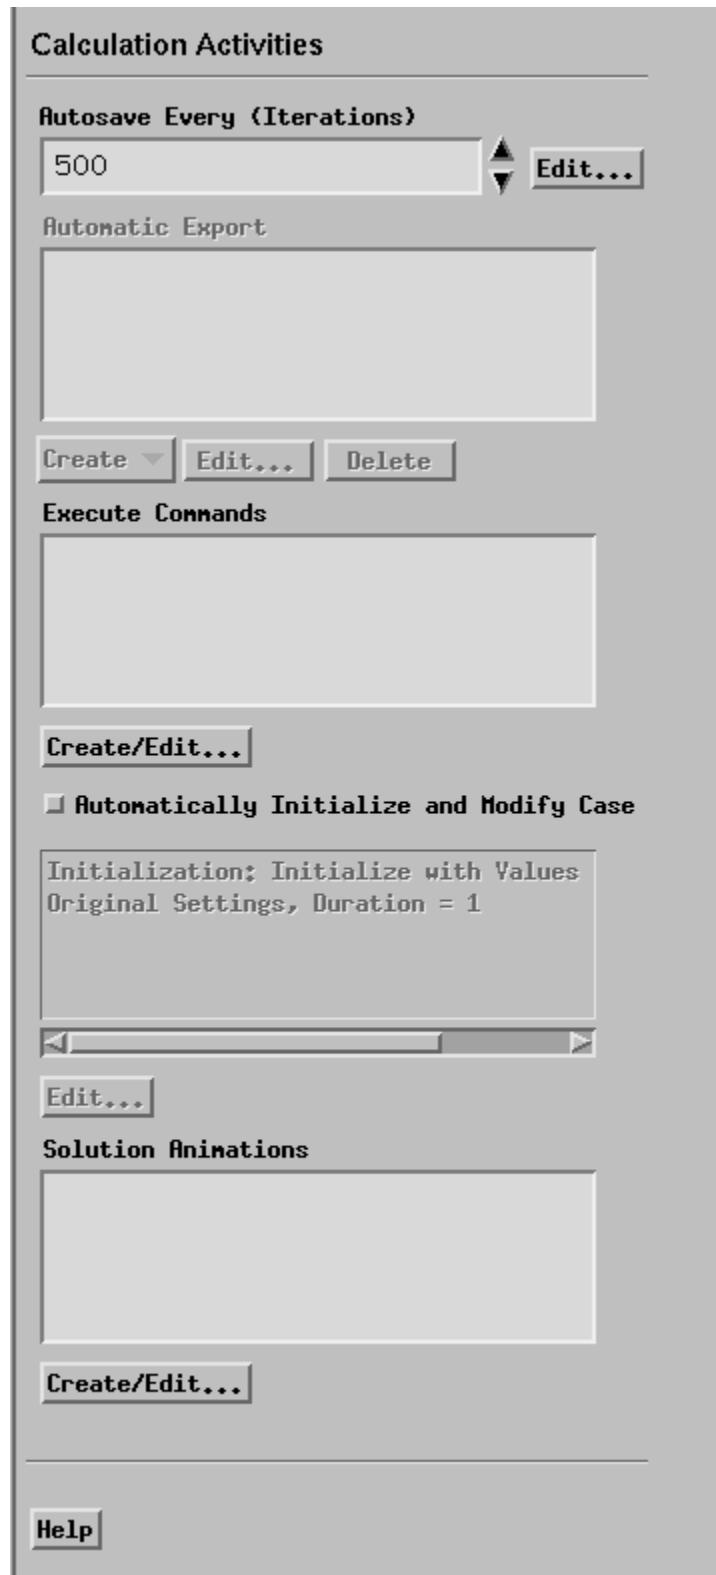 Calculation Activities
Autosave Every (Iterations)
500
Edit...
Automatic Export
Create Edit... Delete
Execute Commands
Create/Edit...
Automatically Initialize and Modify Case
Initialization: Initialize with Values
Original Settings, Duration = 1
Edit...
Solution Animations
Create/Edit...
Help